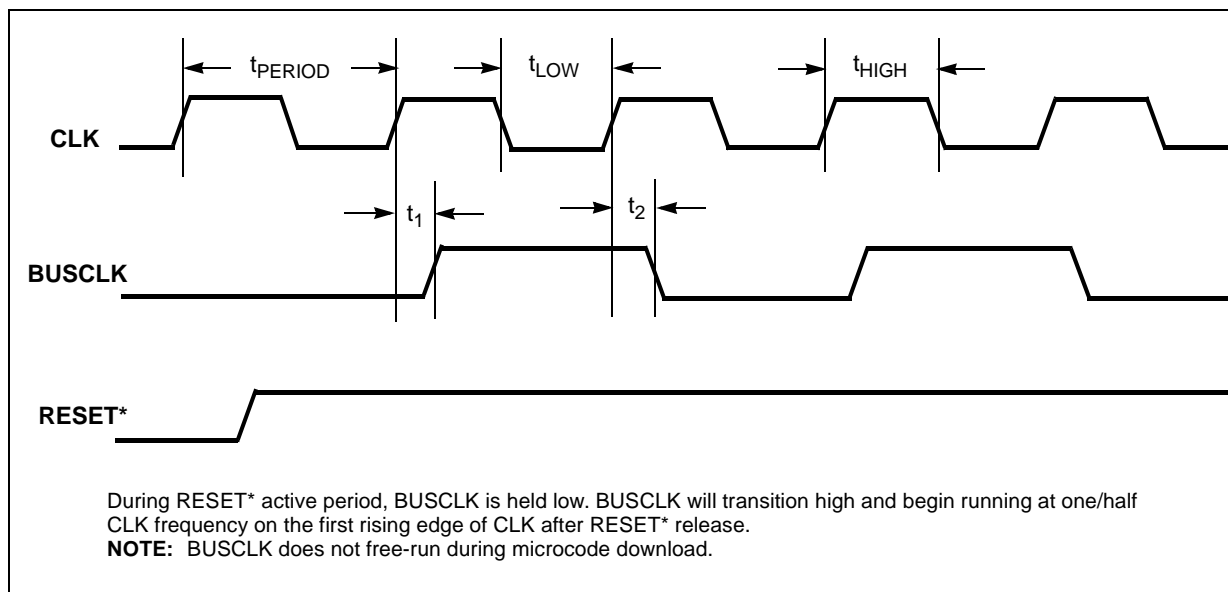 tPERIOD
tLOW
tHIGH
CLK
t1
t2
BUSCLK
RESET*
During RESET* active period, BUSCLK is held low. BUSCLK will transition high and begin running at one/half
CLK frequency on the first rising edge of CLK after RESET* release.
NOTE: BUSCLK does not free-run during microcode download.